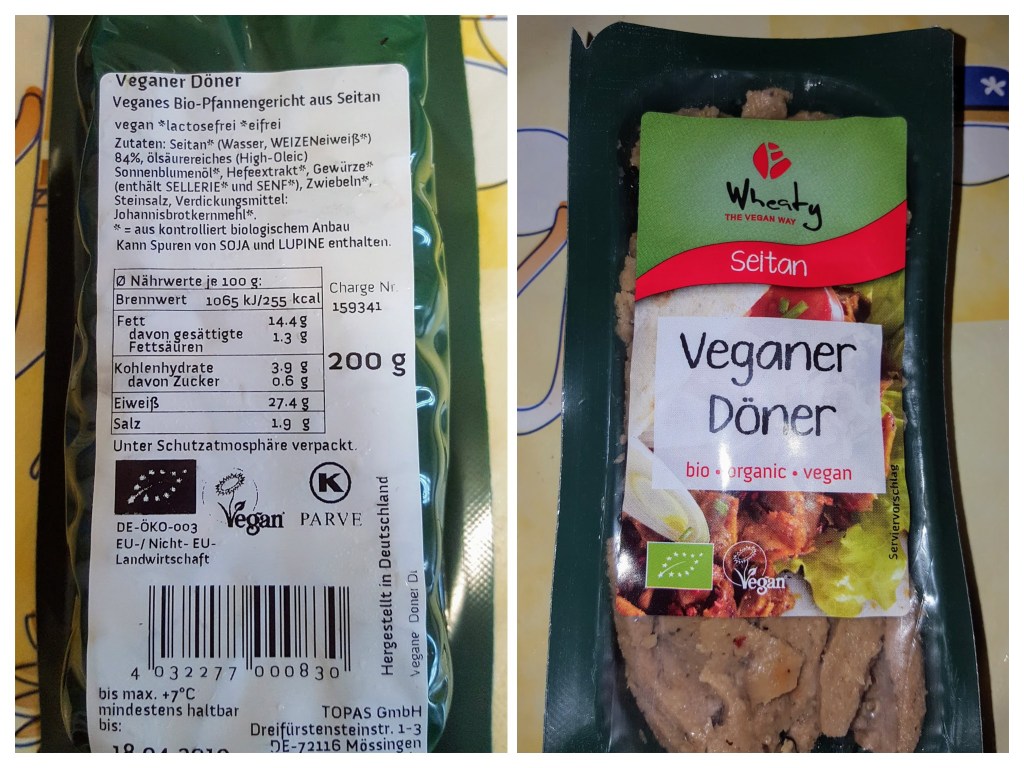 Veganer Döner
Veganes Bio-Pfannengericht aus Seitan
vegan *lactosefrei *eifrei
Zutaten: Seitan* (Wasser, WEIZENeiweiß*)
84%, ölsäurereiches (High-Oleic)
Sonnenblumenöl*, Hefeextrakt*, Gewürze*
(enthält SELLERIE* und SENF*), Zwiebeln*,
Steinsalz, Verdickungsmittel:
Johannisbrotkernmehl*.
* = aus kontrolliert biologischem Anbau
Kann Spuren von SOJA und LUPINE enthalten.
Ø Nährwerte je 100 g:
Brennwert 1065 kJ/255 kcal
Fett 14.4 g
davon gesättigte 1.3 g
Fettsäuren
Kohlenhydrate 3.9 g
davon Zucker 0.6 g
Eiweiß 27.4 g
Salz 1.9 g
Charge Nr.
159341
200 g
Unter Schutzatmosphäre verpackt.
DE-ÖKO-003
EU-/ Nicht- EU-
Landwirtschaft
Vegan
K
PARVE
Hergestellt in Deutschland
Vegane Döner
4 032277 000830
bis max. +7°C
mindestens haltbar
bis:
TOPAS GmbH
Dreifürstensteinstr. 1-3
DE-72116 Mössingen
Wheaty
THE VEGAN WAY
Seitan
Veganer
Döner
bio • organic • vegan
Serviervorschlag
Vegan